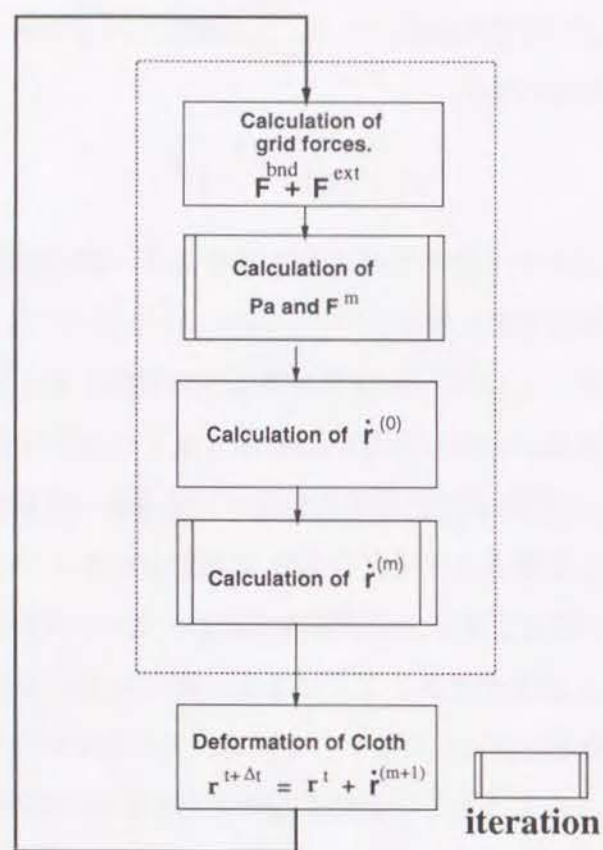 Calculation of
grid forces.
F^bnd + F^ext
Calculation of
Pa and F^m
Calculation of ṙ^(0)
Calculation of ṙ^(m)
Deformation of Cloth
r^t+Δt = r^t + ṙ^(m+1)
iteration